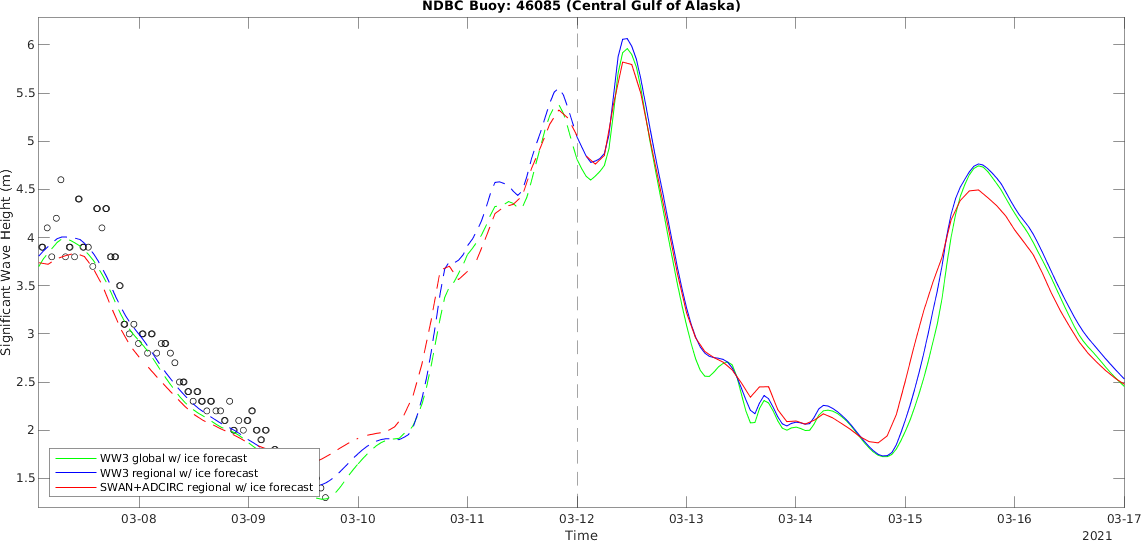 NDBC Buoy: 46085 (Central Gulf of Alaska)
Significant Wave Height (m)
6
5.5
5
4.5
4
3.5
3
2.5
2
1.5
WW3 global w/ ice forecast
WW3 regional w/ ice forecast
SWAN+ADCIRC regional w/ ice forecast
03-08 03-09 03-10 03-11 03-12 03-13 03-14 03-15 03-16 03-17
Time
2021